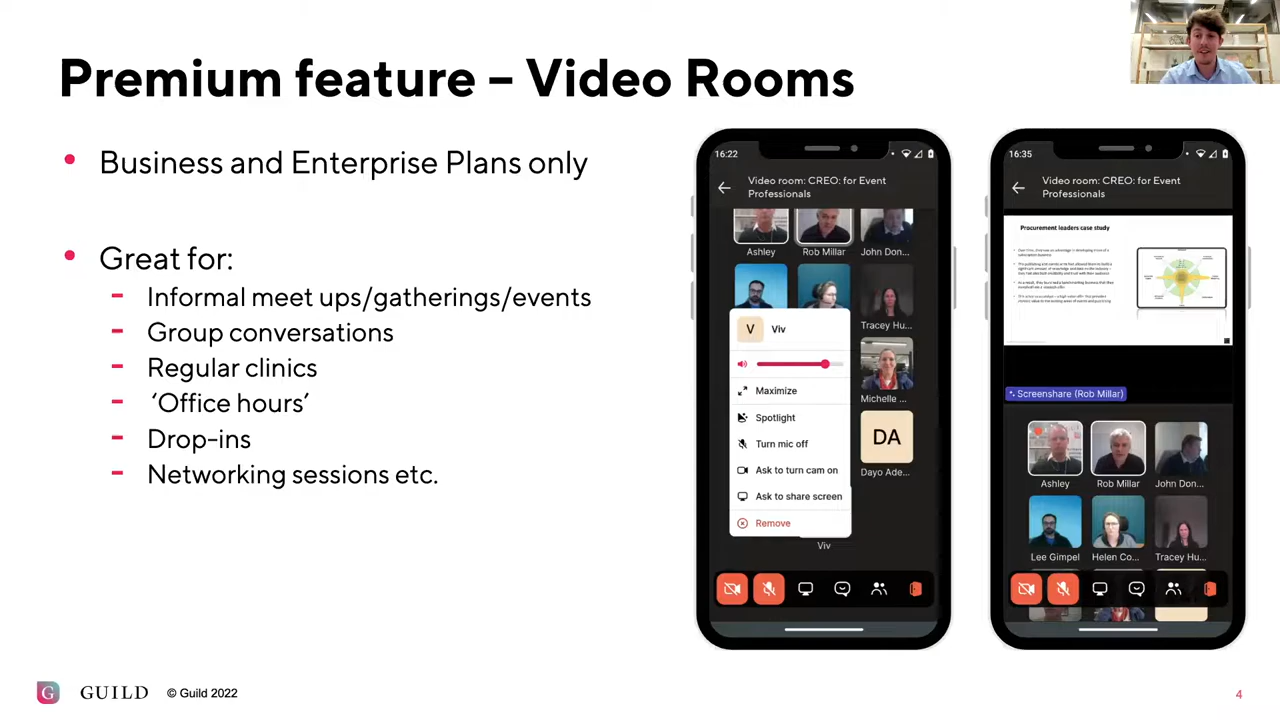 Premium feature – Video Rooms
• Business and Enterprise Plans only
• Great for:
- Informal meet ups/gatherings/events
- Group conversations
- Regular clinics
- ‘Office hours’
- Drop-ins
- Networking sessions etc.
16:22
Video room: CREO: for Event
Professionals
Ashley
Rob Millar
John Don...
Tracey Hu...
V
Viv
Maximize
Spotlight
Turn mic off
Ask to turn cam on
Ask to share screen
Remove
Michelle ...
DA
Dayo Ade...
Viv
16:35
Video room: CREO: for Event
Professionals
Procurement leaders case study
Screenshare (Rob Millar)
Ashley
Rob Millar
John Don...
Lee Gimpel
Helen Co...
Tracey Hu...
G
GUILD
© Guild 2022
4